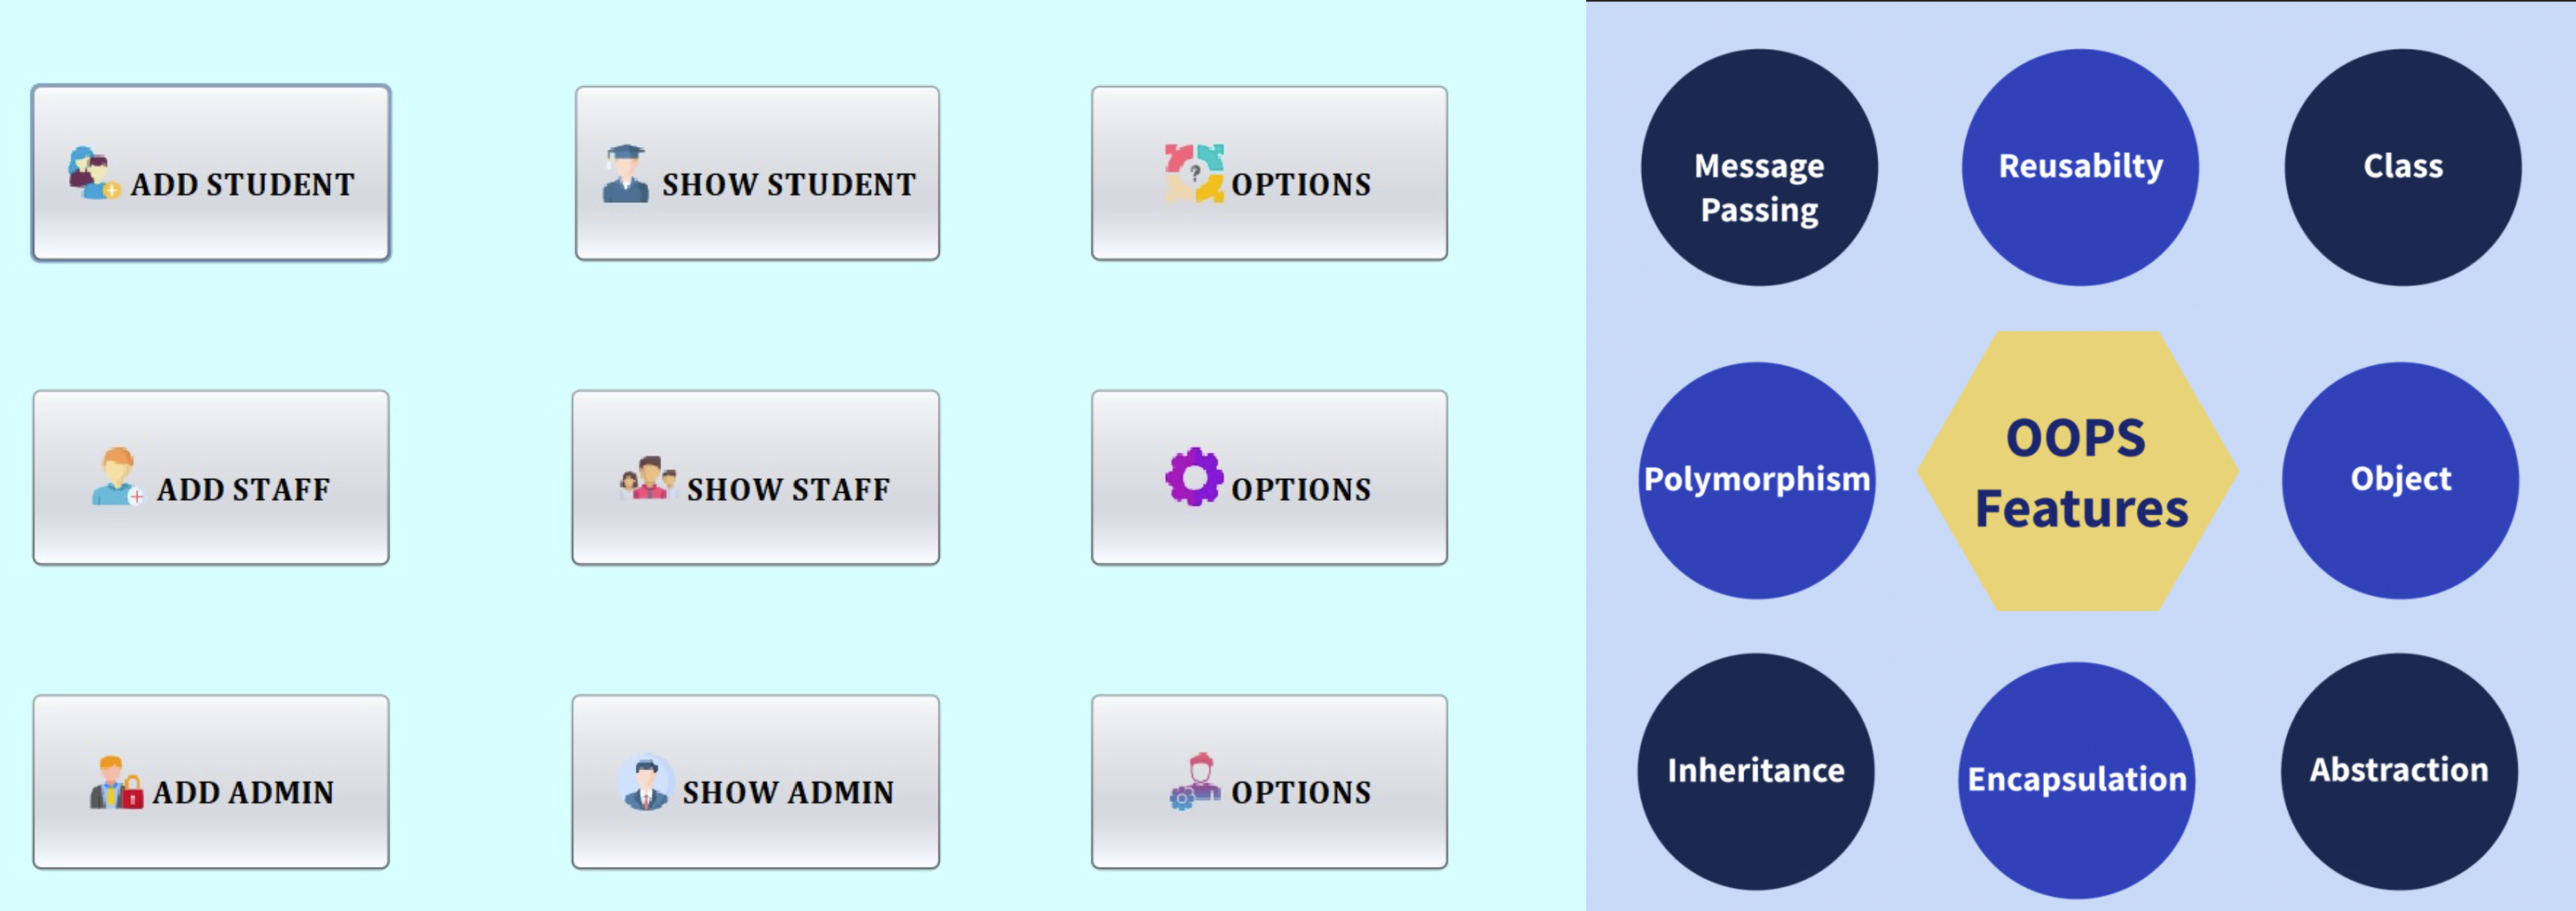 ADD STUDENT
SHOW STUDENT
OPTIONS
ADD STAFF
SHOW STAFF
OPTIONS
ADD ADMIN
SHOW ADMIN
OPTIONS
Message
Passing
Reusabilty
Class
Polymorphism
OOPS
Features
Object
Inheritance
Encapsulation
Abstraction